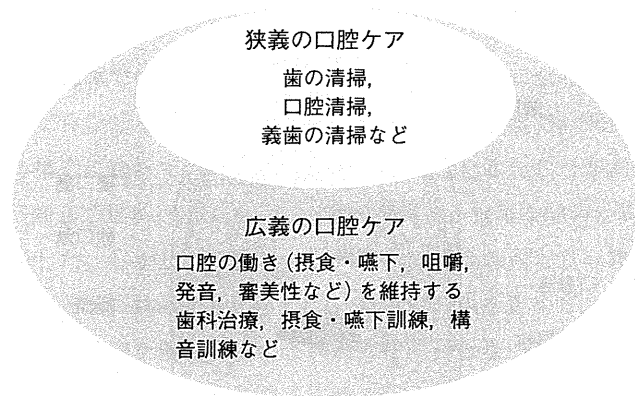 狭義の口腔ケア
歯の清掃,
口腔清掃,
義歯の清掃など
広義の口腔ケア
口腔の働き(摂食・嚥下, 咀嚼,
発音, 審美性など)を維持する
歯科治療, 摂食・嚥下訓練, 構
音訓練など